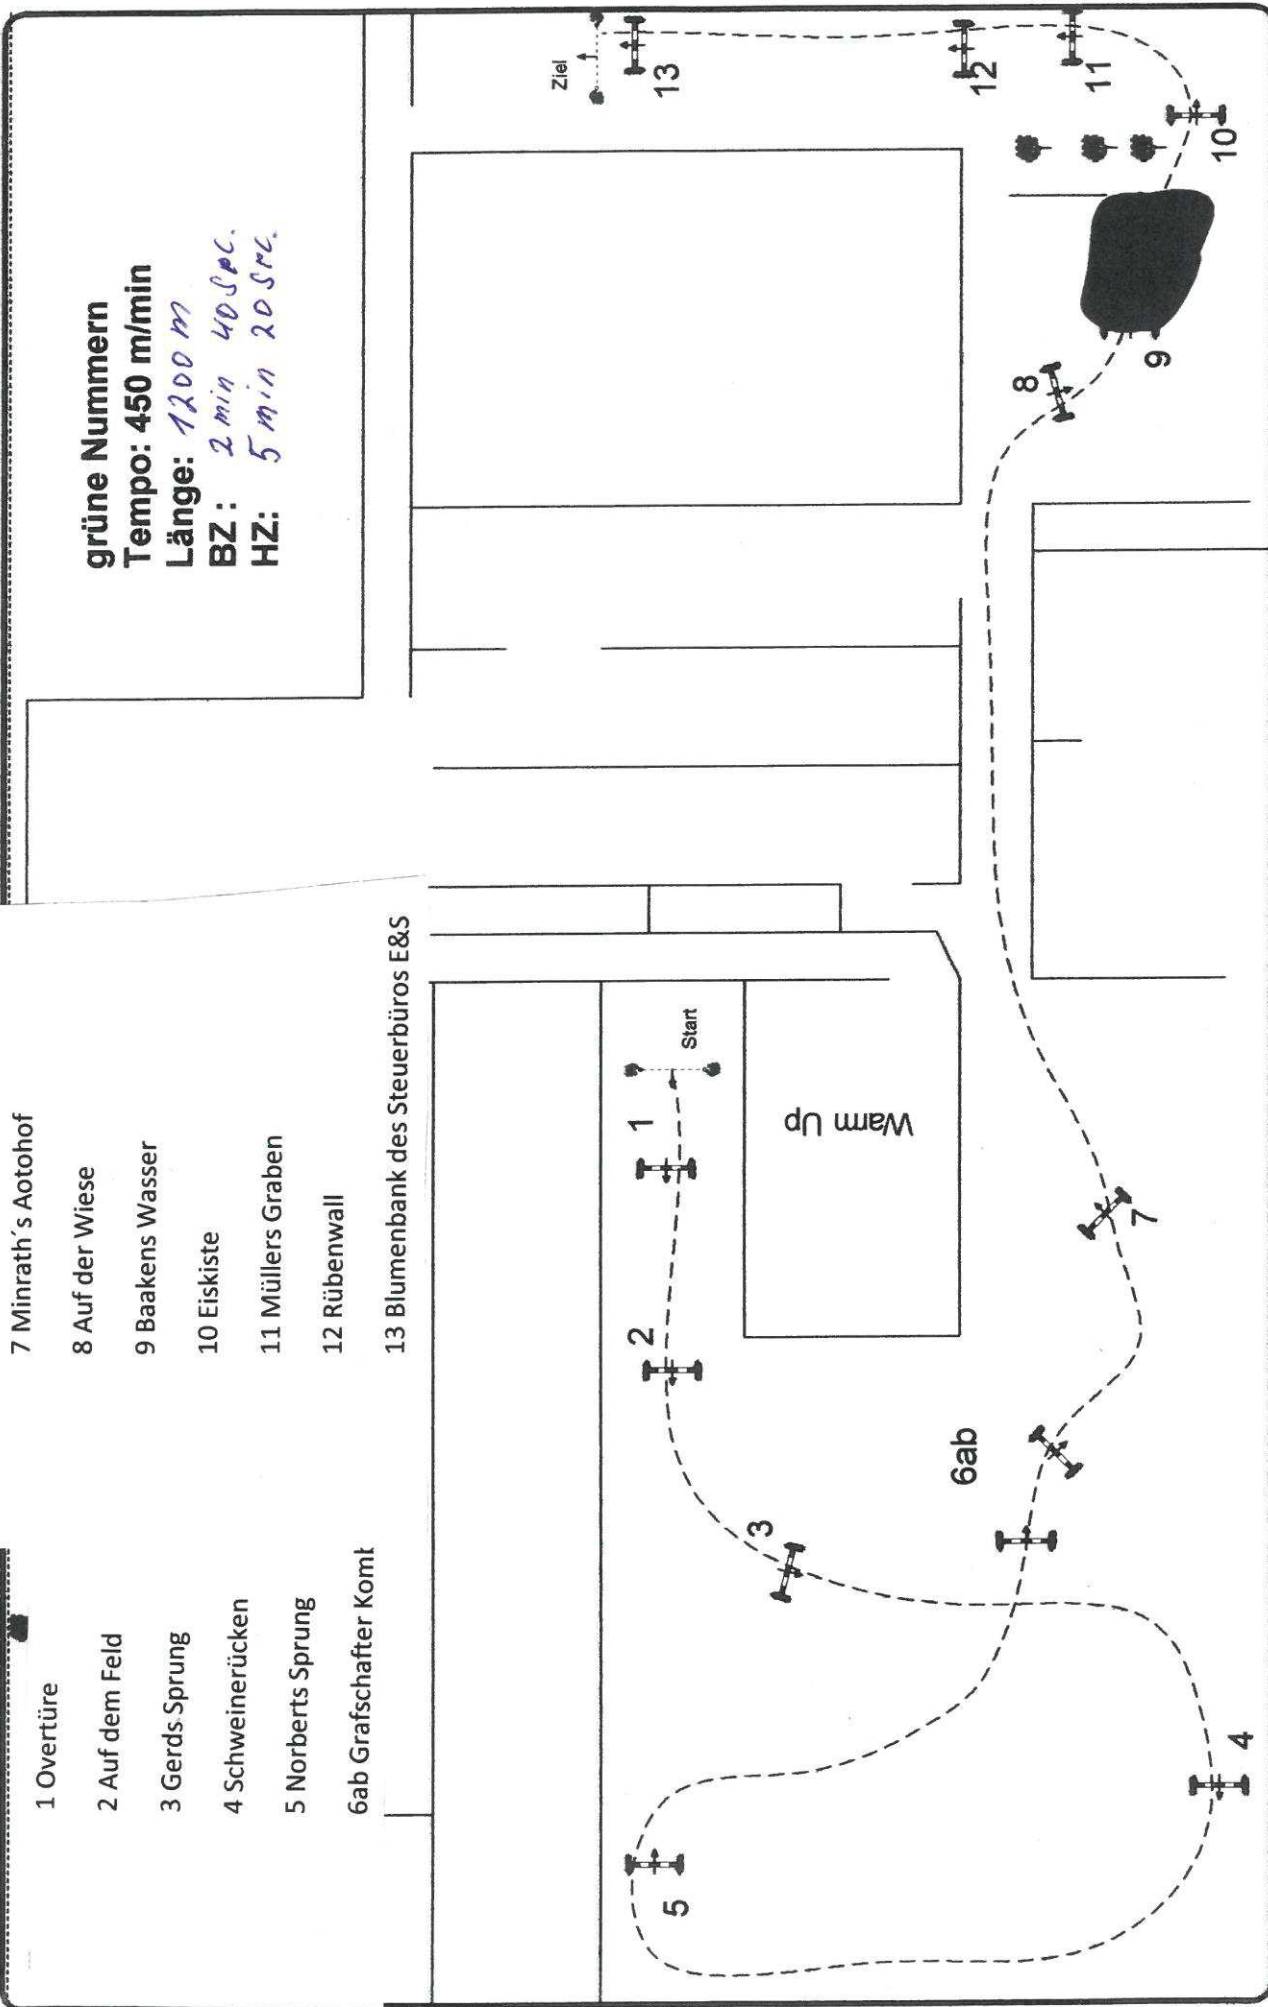 1 Overtüre
2 Auf dem Feld
3 Gerds Sprung
4 Schweinerücken
5 Norberts Sprung
6ab Grafschafter Kom
7 Minrath´s Aotohof
8 Auf der Wiese
9 Baakens Wasser
10 Eiskiste
11 Müllers Graben
12 Rübenwall
13 Blumenbank des Steuerbüros E&S
grüne Nummern
Tempo: 450 m/min
Länge: 1200 m
BZ: 2 min 40 Sec.
HZ: 5 min 20 Sec.
Start
1
2
3
4
5
6ab
7
8
9
10
11
12
13
Ziel
Warm Up